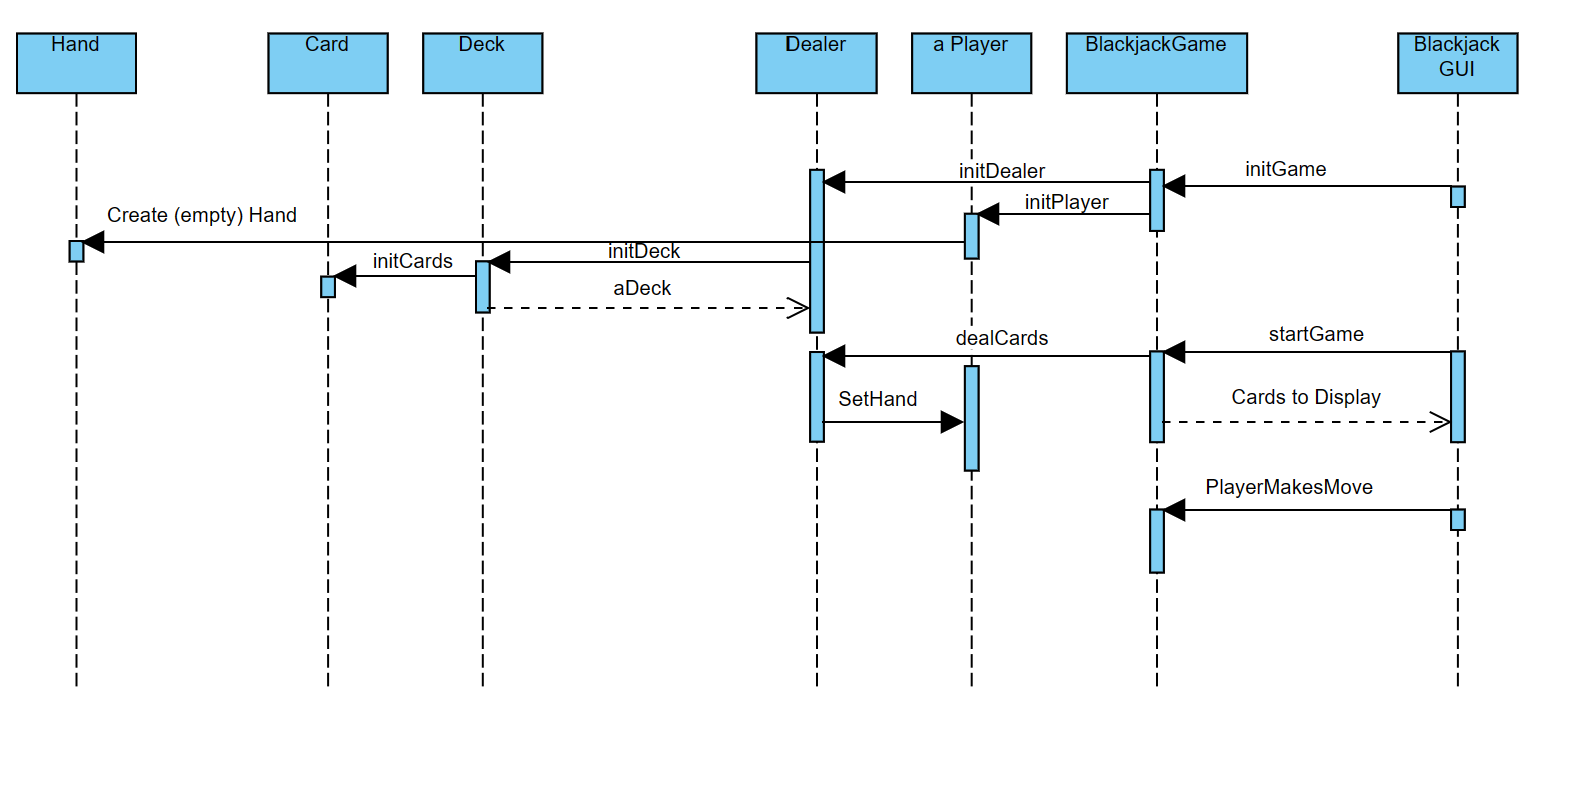 Hand
Card
Deck
Dealer
a Player
BlackjackGame
Blackjack
GUI
initDealer
initGame
initPlayer
Create (empty) Hand
initDeck
initCards
aDeck
dealCards
startGame
SetHand
Cards to Display
PlayerMakesMove